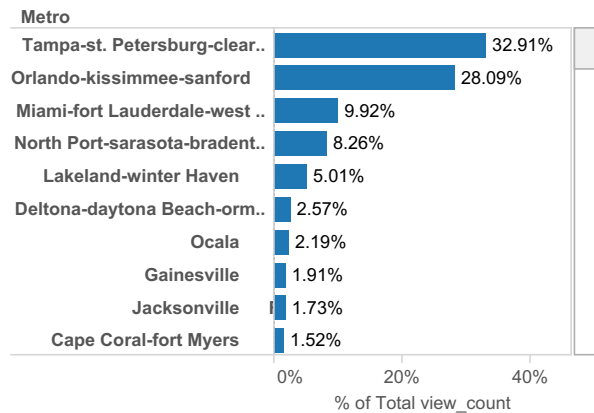 Metro
Tampa-st. Petersburg-clear.. 32.91%
Orlando-kissimmee-sanford 28.09%
Miami-fort Lauderdale-west .. 9.92%
North Port-sarasota-bradent.. 8.26%
Lakeland-winter Haven 5.01%
Deltona-daytona Beach-orm.. 2.57%
Ocala 2.19%
Gainesville 1.91%
Jacksonville 1.73%
Cape Coral-fort Myers 1.52%
0% 20% 40%
% of Total view_count